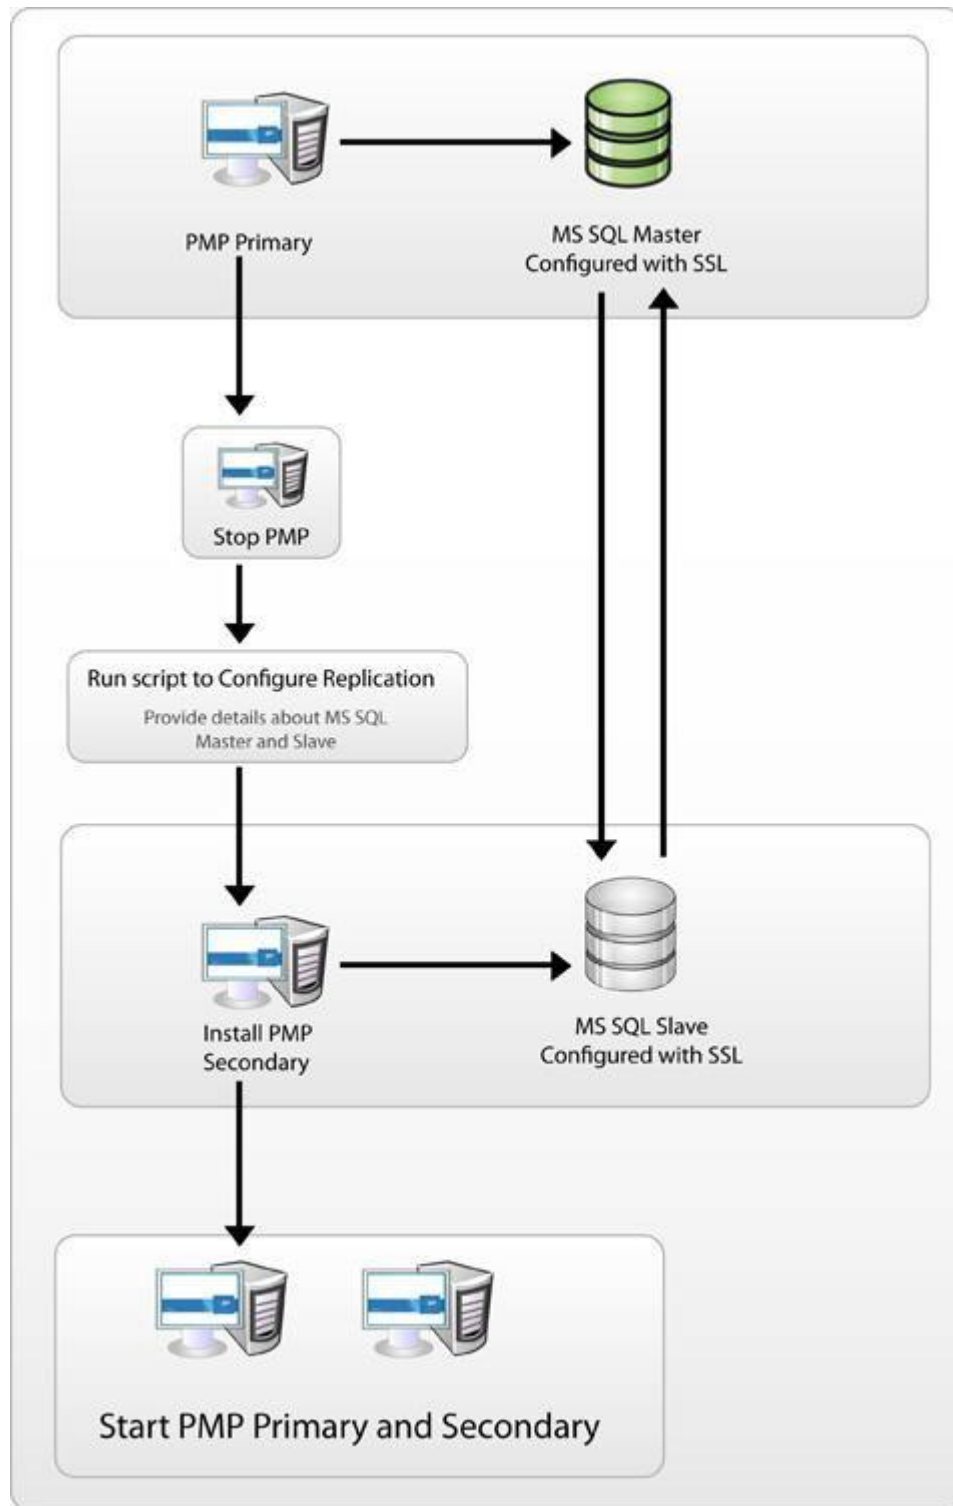 PMP Primary
MS SQL Master
Configured with SSL
Stop PMP
Run script to Configure Replication
Provide details about MS SQL
Master and Slave
Install PMP
Secondary
MS SQL Slave
Configured with SSL
Start PMP Primary and Secondary